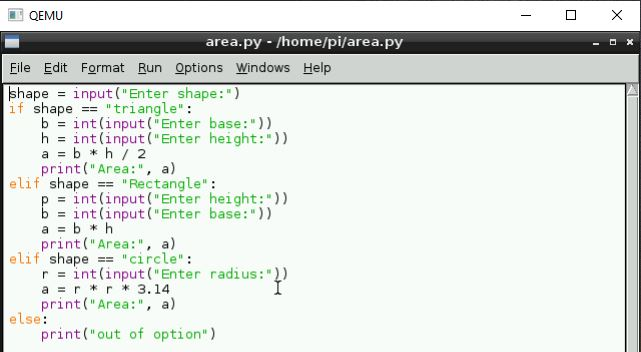 QEMU
area.py - /home/pi/area.py
File Edit Format Run Options Windows Help
shape = input("Enter shape:")
if shape == "triangle":
    b = int(input("Enter base:"))
    h = int(input("Enter height:"))
    a = b * h / 2
    print("Area:", a)
elif shape == "Rectangle":
    p = int(input("Enter height:"))
    b = int(input("Enter base:"))
    a = b * h
    print("Area:", a)
elif shape == "circle":
    r = int(input("Enter radius:"))
    a = r * r * 3.14
    print("Area:", a)
else:
    print("out of option")